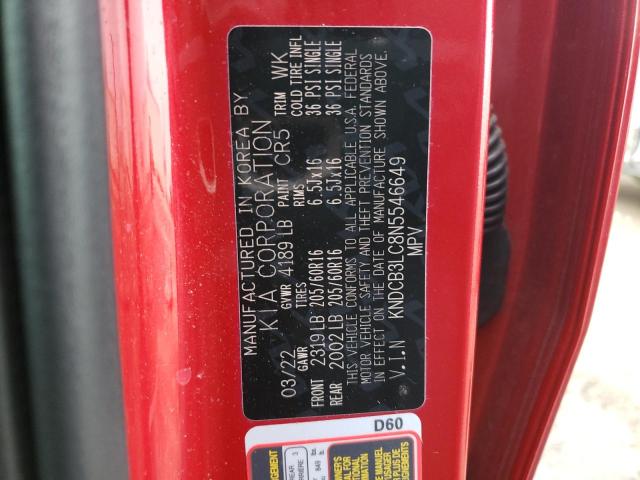 MANUFACTURED IN KOREA BY
KIA CORPORATION
03/22 GVWR 4189 LB PAINT CR5 TRIM WK
GAWR TIRES RIMS COLD TIRE INFL
FRONT 2319 LB 205/60R16 6.5Jx16 36 PSI SINGLE
REAR 2002 LB 205/60R16 6.5Jx16 36 PSI SINGLE
THIS VEHICLE CONFORMS TO ALL APPLICABLE U.S.A. FEDERAL
MOTOR VEHICLE SAFETY AND THEFT PREVENTION STANDARDS
IN EFFECT ON THE DATE OF MANUFACTURE SHOWN ABOVE.
V.I.N KNDCB3LC8N5546649
MPV
D60
REAR
3
849